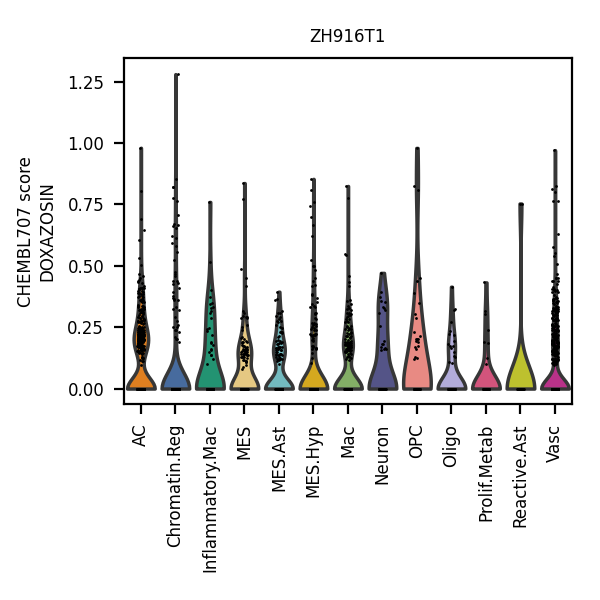 ZH916T1
CHEMBL707 score
DOXAZOSIN
1.25
1.00
0.75
0.50
0.25
0.00
AC
Chromatin.Reg
Inflammatory.Mac
MES
MES.Ast
MES.Hyp
Mac
Neuron
OPC
Oligo
Prolif.Metab
Reactive.Ast
Vasc